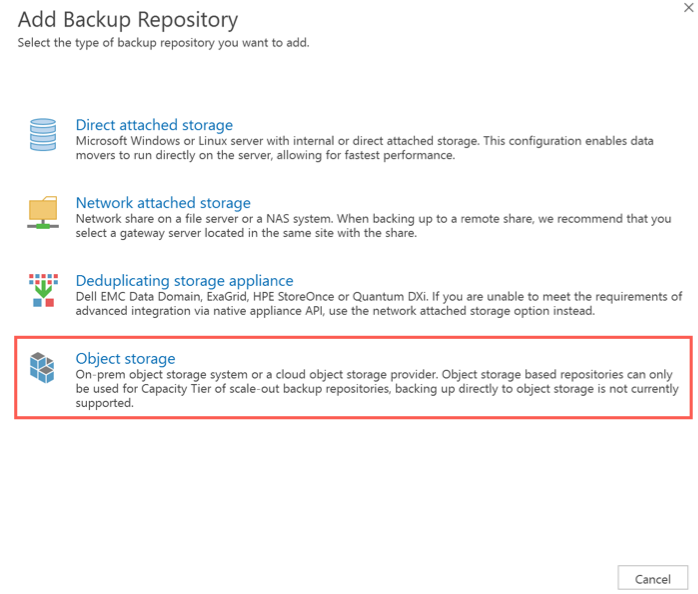 Add Backup Repository
Select the type of backup repository you want to add.
Direct attached storage
Microsoft Windows or Linux server with internal or direct attached storage. This configuration enables data
movers to run directly on the server, allowing for fastest performance.
Network attached storage
Network share on a file server or a NAS system. When backing up to a remote share, we recommend that you
select a gateway server located in the same site with the share.
Deduplicating storage appliance
Dell EMC Data Domain, ExaGrid, HPE StoreOnce or Quantum DXi. If you are unable to meet the requirements of
advanced integration via native appliance API, use the network attached storage option instead.
Object storage
On-prem object storage system or a cloud object storage provider. Object storage based repositories can only
be used for Capacity Tier of scale-out backup repositories, backing up directly to object storage is not currently
supported.
Cancel